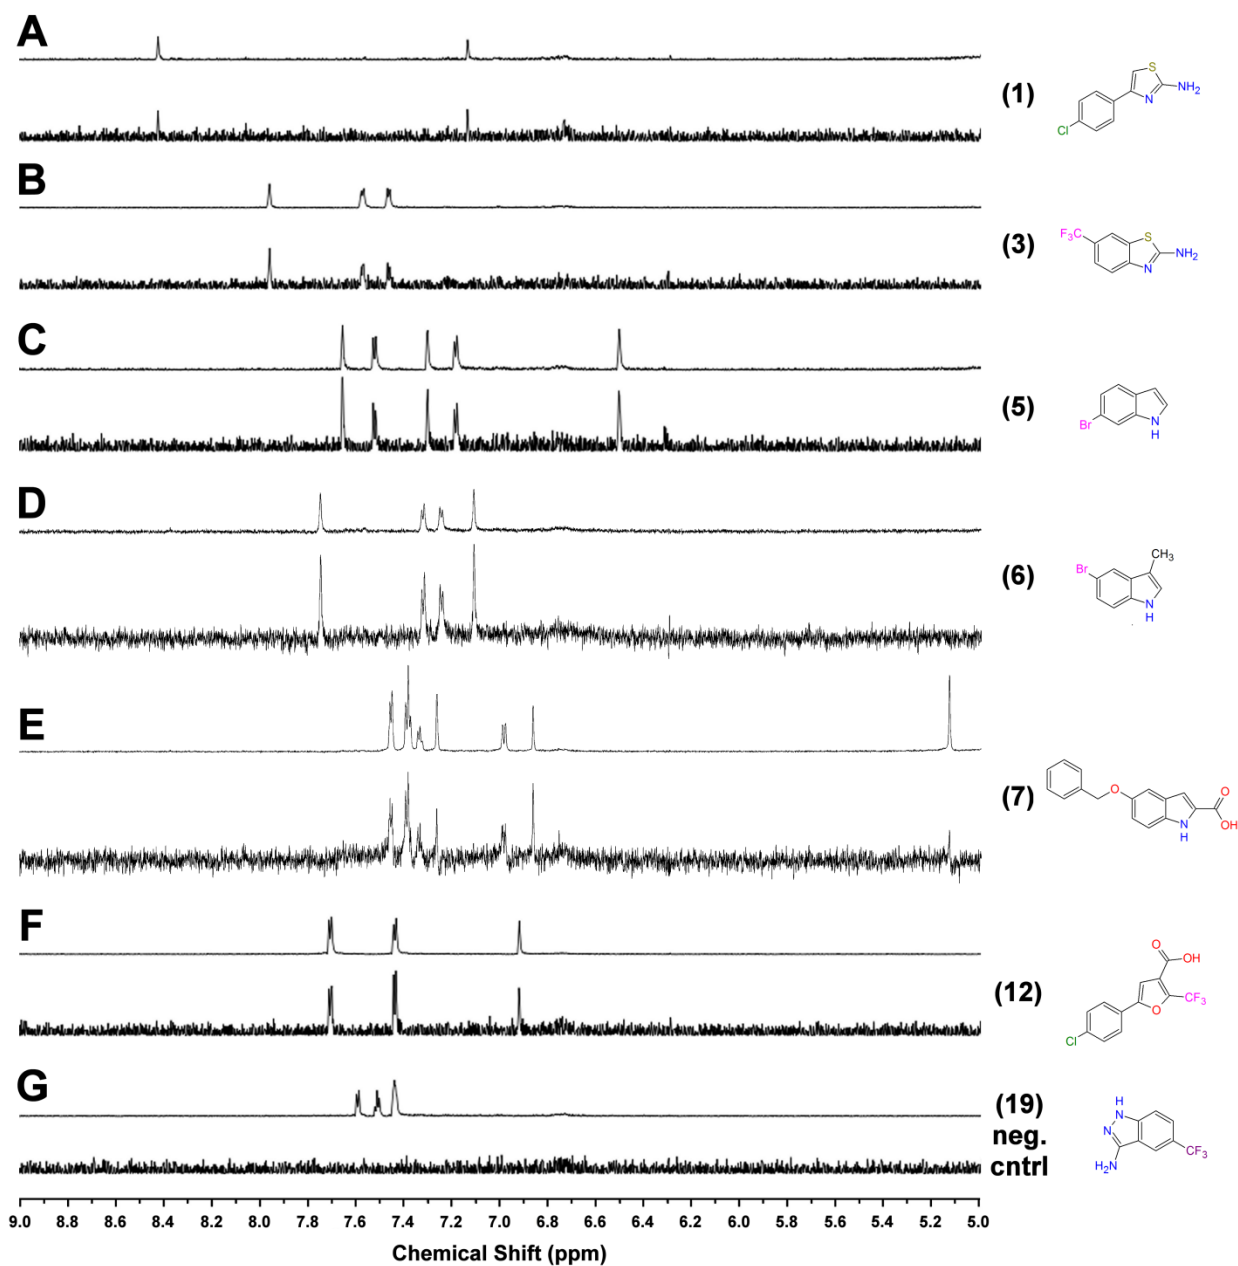 A
(1)
S
N
NH2
Cl
B
(3)
F3C
S
N
NH2
C
(5)
Br
N
H
D
(6)
CH3
Br
N
H
E
(7)
O
O
N
H
OH
F
(12)
O
OH
CF3
O
Cl
G
(19)
neg.
cntrl
H
N
N
H2N
CF3
9.0 8.8 8.6 8.4 8.2 8.0 7.8 7.6 7.4 7.2 7.0 6.8 6.6 6.4 6.2 6.0 5.8 5.6 5.4 5.2 5.0
Chemical Shift (ppm)